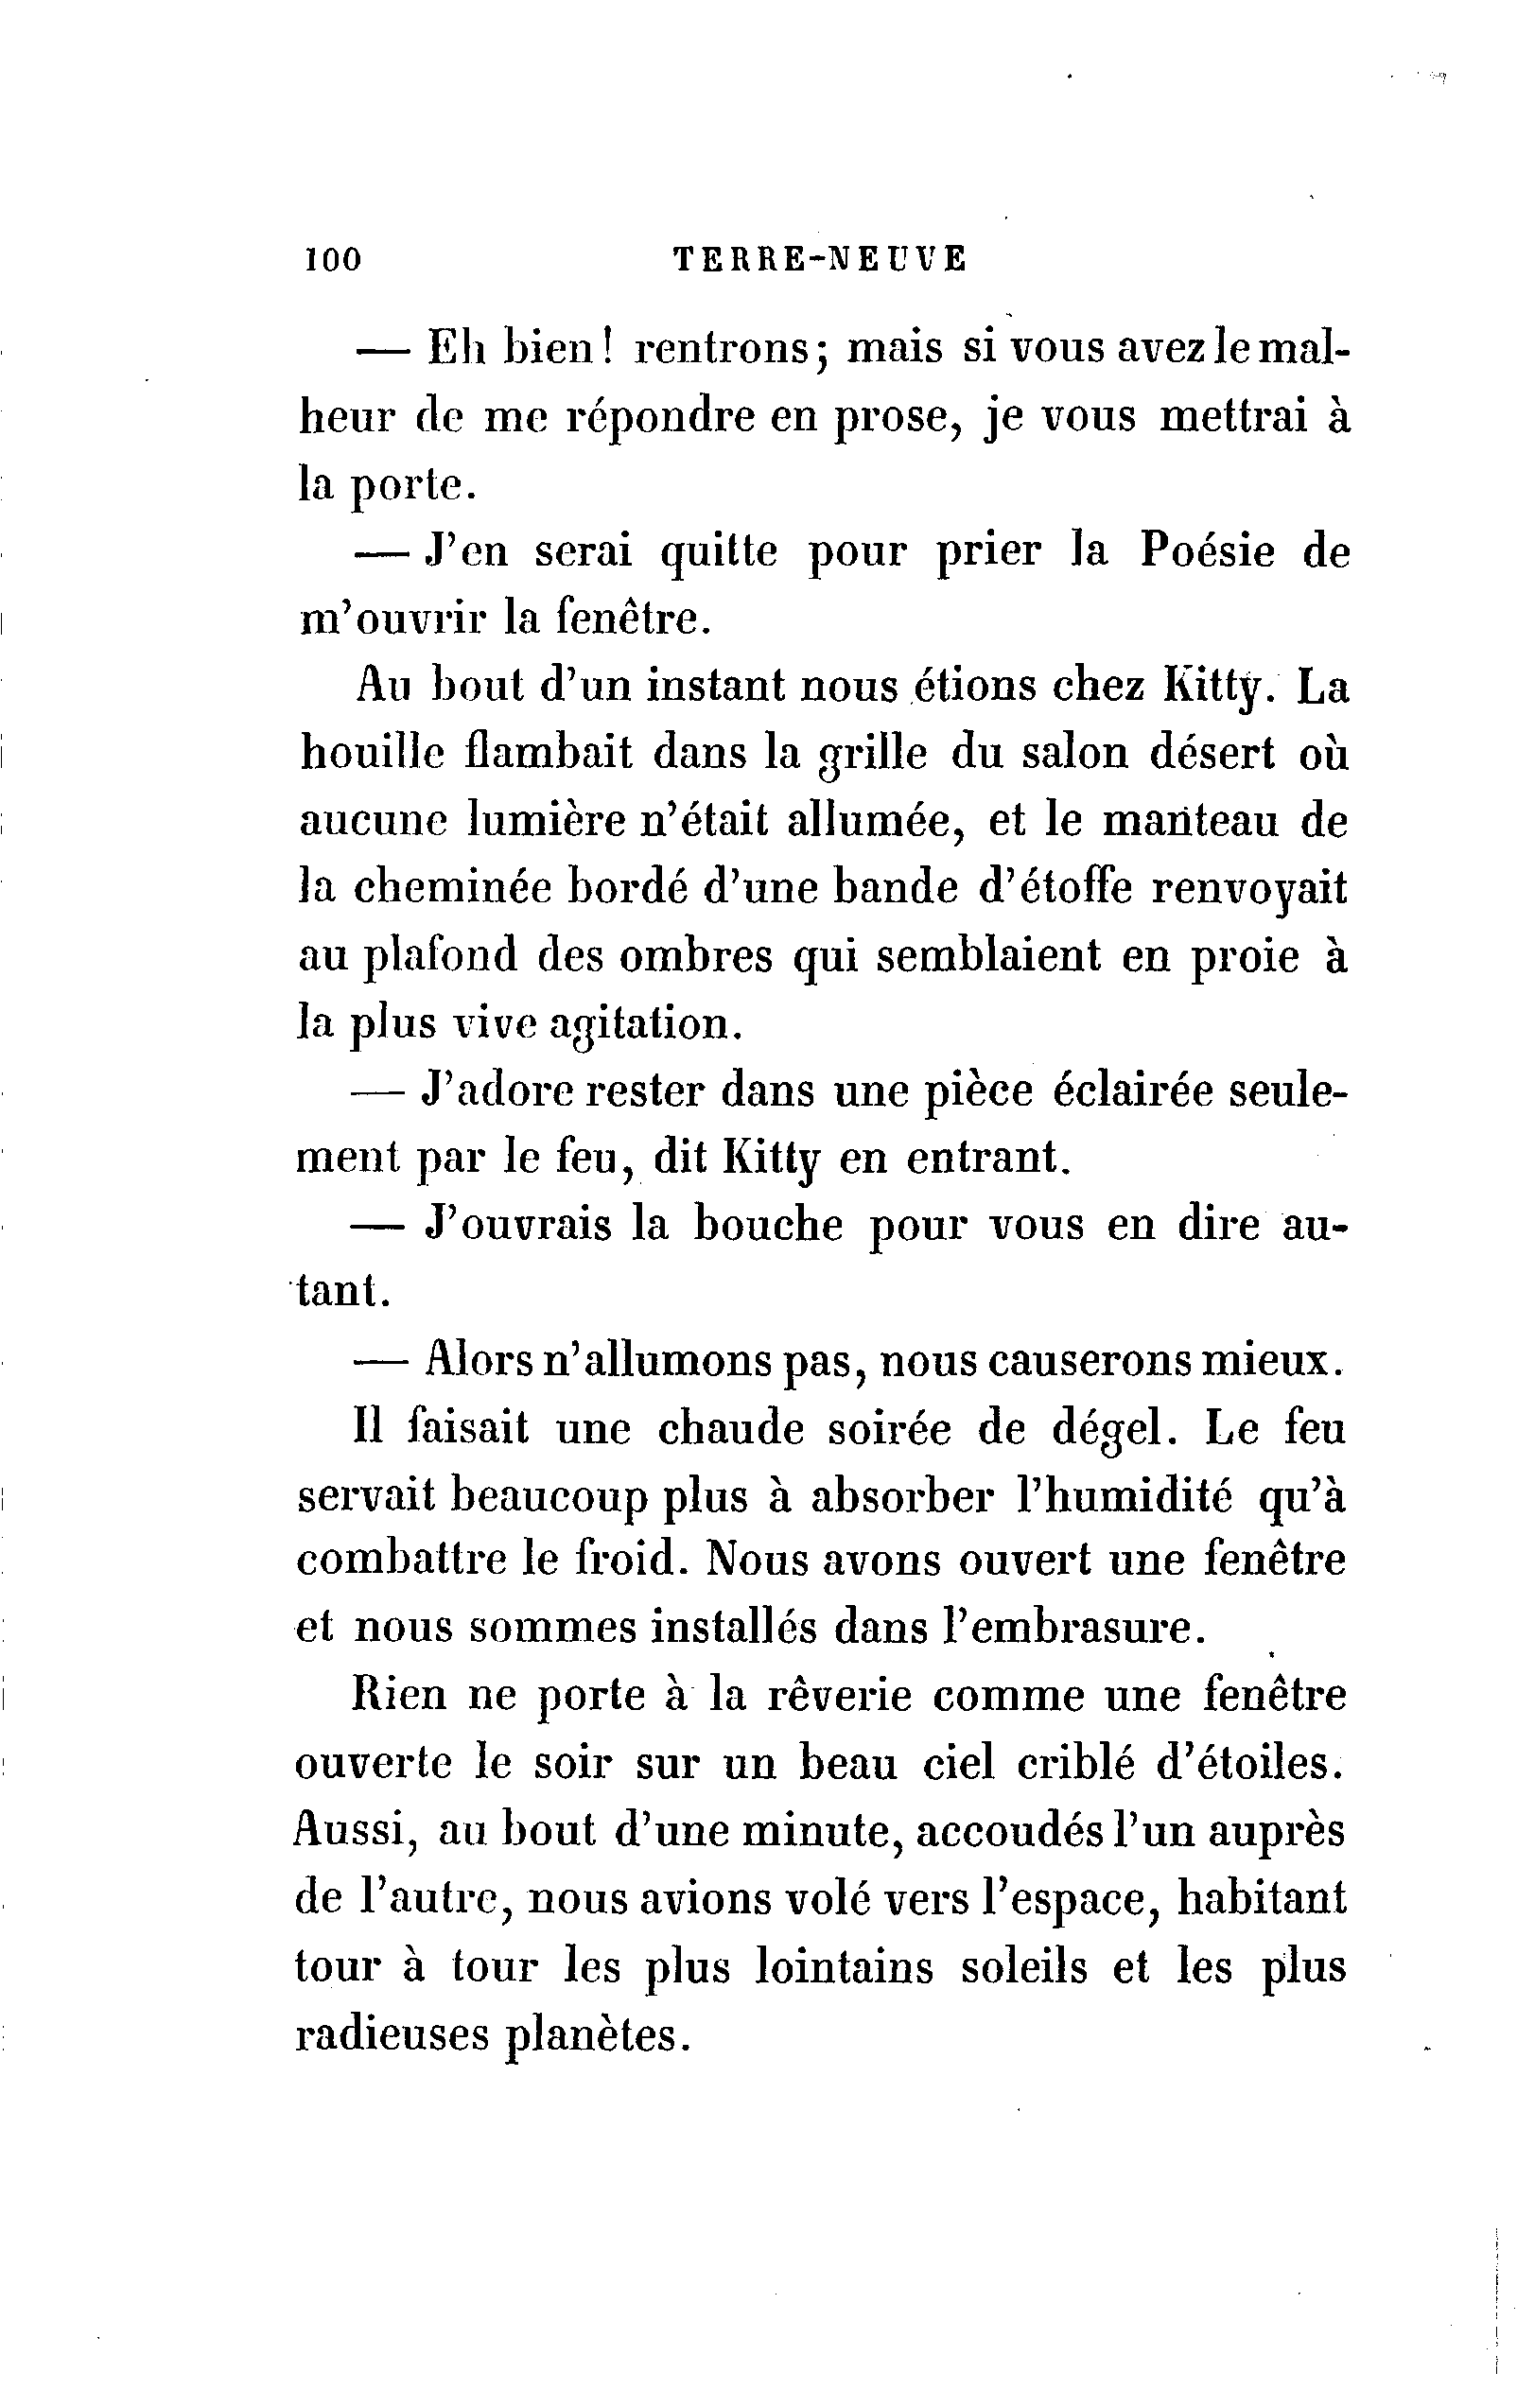 100 TERRE-NEUVE
— Eh bien! rentrons; mais si vous avez le mal-
heur de me répondre en prose, je vous mettrai à
la porte.
— J'en serai quitte pour prier la Poésie de
m'ouvrir la fenêtre.
Au bout d'un instant nous étions chez Kitty. La
houille flambait dans la grille du salon désert où
aucune lumière n'était allumée, et le manteau de
la cheminée bordé d'une bande d'étoffe renvoyait
au plafond des ombres qui semblaient en proie à
la plus vive agitation.
— J'adore rester dans une pièce éclairée seule-
ment par le feu, dit Kitty en entrant.
— J'ouvrais la bouche pour vous en dire au-
tant.
— Alors n'allumons pas, nous causerons mieux.
Il faisait une chaude soirée de dégel. Le feu
servait beaucoup plus à absorber l'humidité qu'à
combattre le froid. Nous avons ouvert une fenêtre
et nous sommes installés dans l'embrasure.
Rien ne porte à la rêverie comme une fenêtre
ouverte le soir sur un beau ciel criblé d'étoiles.
Aussi, au bout d'une minute, accoudés l'un auprès
de l'autre, nous avions volé vers l'espace, habitant
tour à tour les plus lointains soleils et les plus
radieuses planètes.